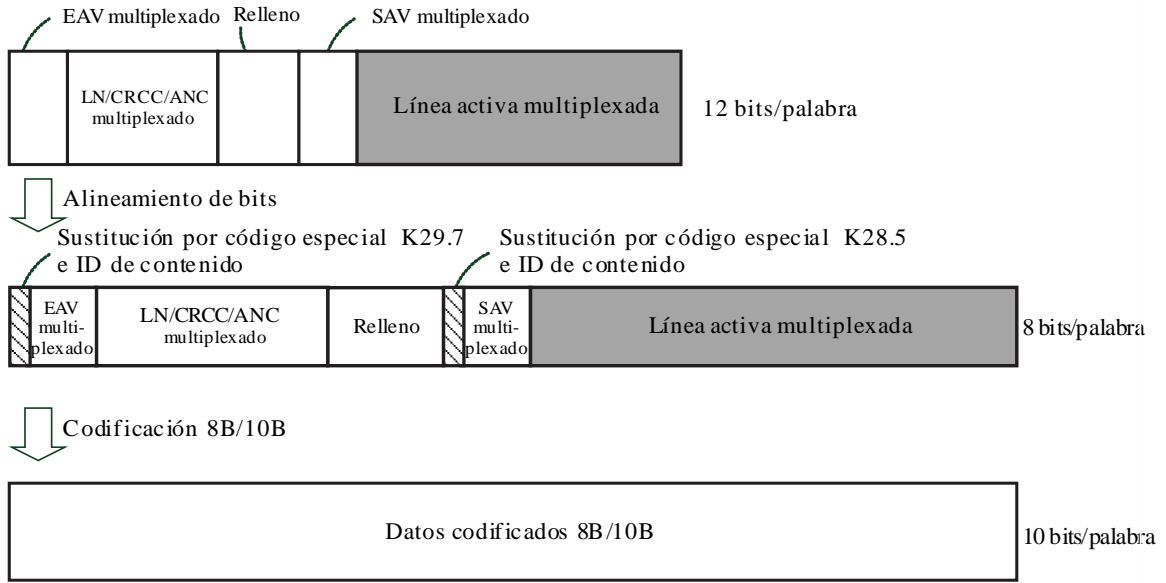 EAV multiplexado
Relleno
SAV multiplexado
LN/CRCC/ANC
multiplexado
Línea activa multiplexada
12 bits/palabra
Alineamiento de bits
Sustitución por código especial K29.7
e ID de contenido
Sustitución por código especial K28.5
e ID de contenido
EAV
multi-
plexado
LN/CRCC/ANC
multiplexado
Relleno
SAV
multi-
plexado
Línea activa multiplexada
8 bits/palabra
Codificación 8B/10B
Datos codificados 8B/10B
10 bits/palabra